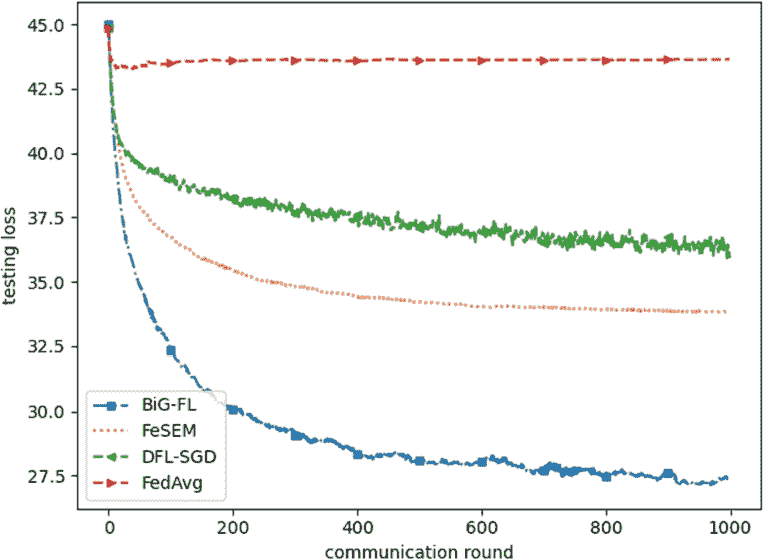 45.0
42.5
40.0
37.5
35.0
32.5
30.0
27.5
testing loss
BiG-FL
FeSEM
DFL-SGD
FedAvg
0 200 400 600 800 1000
communication round